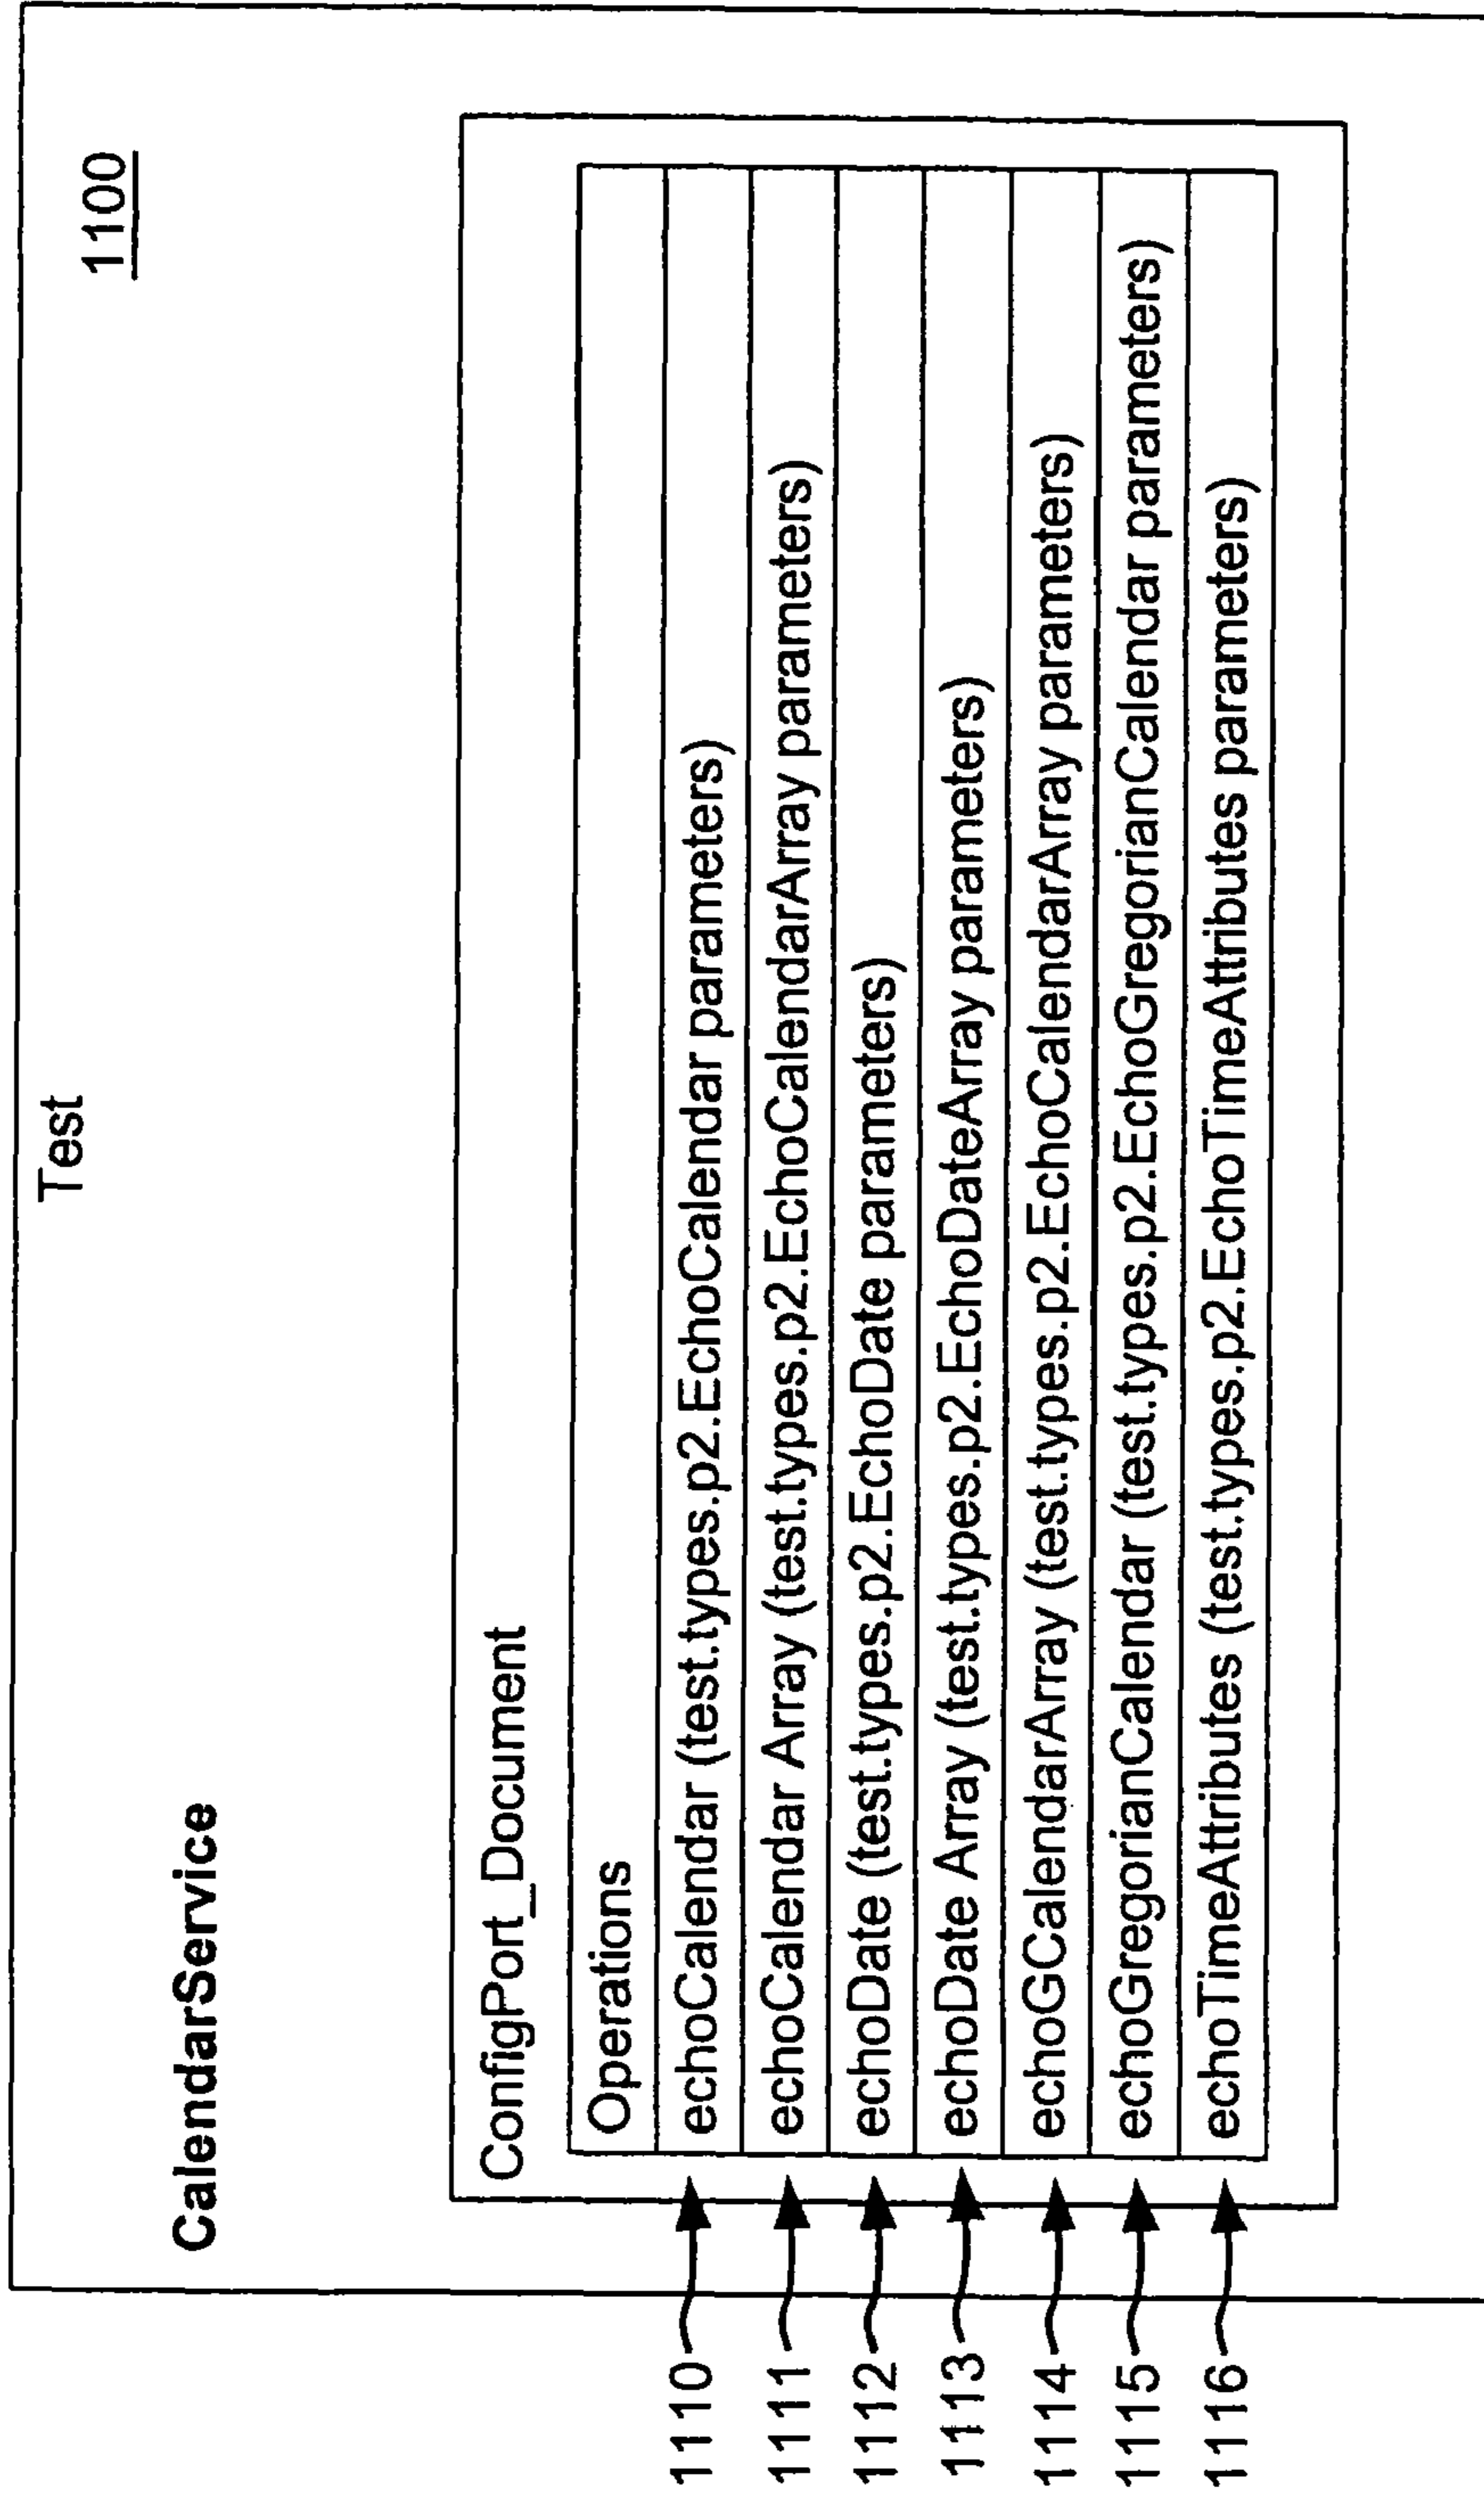 Test
1100
CalendarService
ConfigPort_Document
Operations
1110 echoCalendar (test.types.p2.EchoCalendar parameters)
1111 echoCalendar Array (test.types.p2.EchoCalendarArray parameters)
1112 echoDate (test.types.p2.EchoDate parameters)
1113 echoDate Array (test.types.p2.EchoDateArray parameters)
1114 echoGCalendarArray (test.types.p2.EchoCalendarArray parameters)
1115 echoGregorianCalendar (test.types.p2.EchoGregorianCalendar parameters)
1116 echoTimeAttributes (test.types.p2.EchoTimeAttributes parameters)